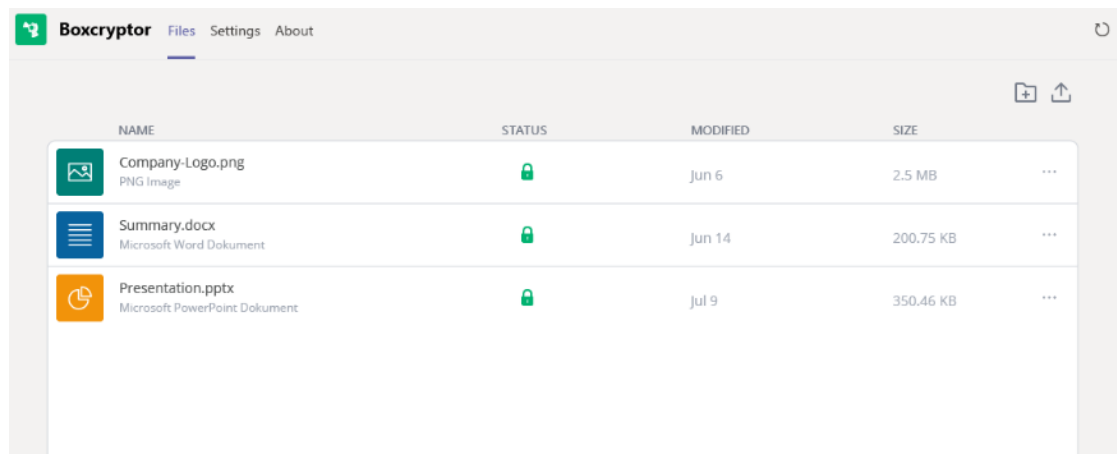 Boxcryptor Files Settings About
NAME STATUS MODIFIED SIZE
Company-Logo.png
PNG Image
Jun 6 2.5 MB
Summary.docx
Microsoft Word Dokument
Jun 14 200.75 KB
Presentation.pptx
Microsoft PowerPoint Dokument
Jul 9 350.46 KB